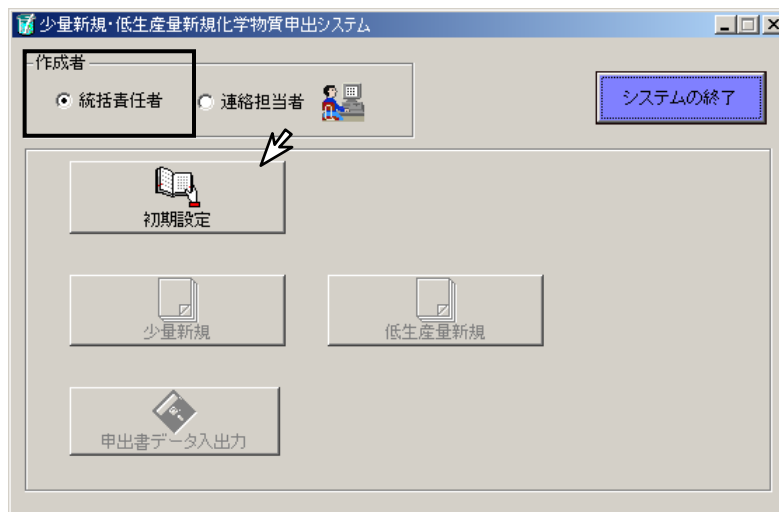 少量新規・低生産量新規化学物質申出システム
作成者
統括責任者
連絡担当者
システムの終了
初期設定
少量新規
低生産量新規
申出書データ入出力